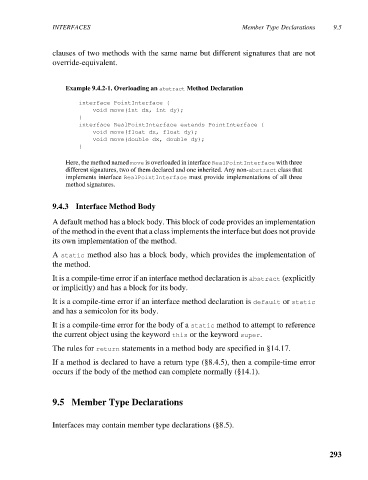 INTERFACES Member Type Declarations 9.5
clauses of two methods with the same name but different signatures that are not
override-equivalent.
Example 9.4.2-1. Overloading an abstract Method Declaration
interface PointInterface {
void move(int dx, int dy);
}
interface RealPointInterface extends PointInterface {
void move(float dx, float dy);
void move(double dx, double dy);
}
Here, the method named move is overloaded in interface RealPointInterface with three
different signatures, two of them declared and one inherited. Any non-abstract class that
implements interface RealPointInterface must provide implementations of all three
method signatures.
9.4.3 Interface Method Body
A default method has a block body. This block of code provides an implementation
of the method in the event that a class implements the interface but does not provide
its own implementation of the method.
A static method also has a block body, which provides the implementation of
the method.
It is a compile-time error if an interface method declaration is abstract (explicitly
or implicitly) and has a block for its body.
It is a compile-time error if an interface method declaration is default or static
and has a semicolon for its body.
It is a compile-time error for the body of a static method to attempt to reference
the current object using the keyword this or the keyword super.
The rules for return statements in a method body are specified in §14.17.
If a method is declared to have a return type (§8.4.5), then a compile-time error
occurs if the body of the method can complete normally (§14.1).
9.5 Member Type Declarations
Interfaces may contain member type declarations (§8.5).
293